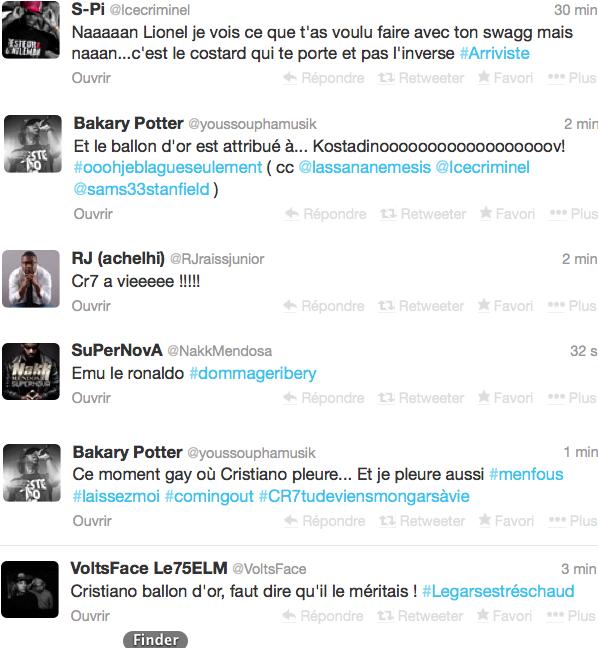 S-Pi @Icecriminel 30 min
Naaaaan Lionel je vois ce que t'as voulu faire avec ton swagg mais
naaan...c'est le costard qui te porte et pas l'inverse #Arriviste
Ouvrir Répondre Retweeter Favori Plus
Bakary Potter @youssouphamusik 2 min
Et le ballon d'or est attribué à... Kostadinooooooooooooooooooov!
#ooohjeblagueseulement ( cc @lassananemesis @Icecriminel
@sams33stanfield )
Ouvrir Répondre Retweeter Favori Plus
RJ (achelhi) @RJraissjunior 2 min
Cr7 a vieeeee !!!!!
Ouvrir Répondre Retweeter Favori Plus
SuPerNovA @NakkMendosa 32 s
Emu le ronaldo #dommageribery
Ouvrir Répondre Retweeter Favori Plus
Bakary Potter @youssouphamusik 1 min
Ce moment gay où Cristiano pleure... Et je pleure aussi #menfous
#laissezmoi #comingout #CR7tudeviensmongarsàvie
Ouvrir Répondre Retweeter Favori Plus
VoltsFace Le75ELM @VoltsFace 3 min
Cristiano ballon d'or, faut dire qu'il le méritais ! #Legarsestréschaud
Ouvrir Répondre Retweeter Favori Plus
Finder